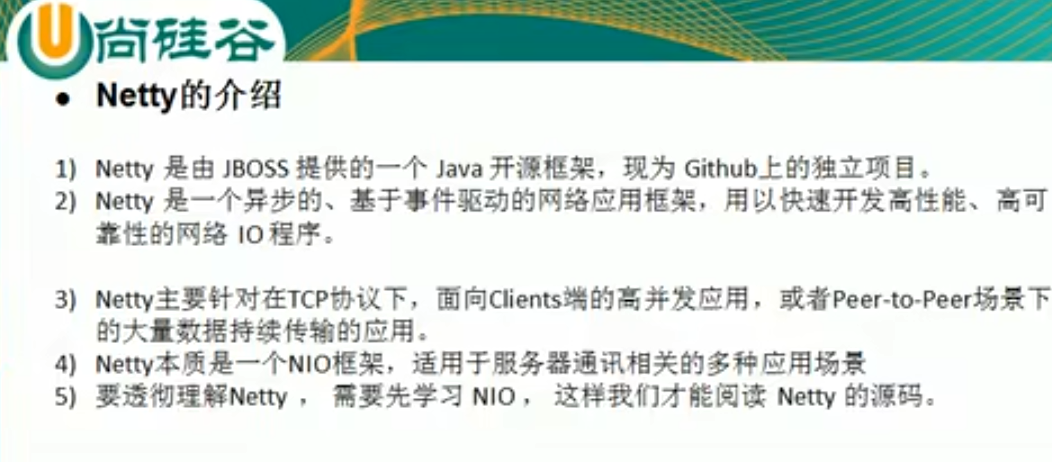 尚硅谷
● Netty的介绍
1) Netty 是由 JBOSS 提供的一个 Java 开源框架，现为 Github上的独立项目。
2) Netty 是一个异步的、基于事件驱动的网络应用框架，用以快速开发高性能、高可
靠性的网络 IO 程序。
3) Netty主要针对在TCP协议下，面向Clients端的高并发应用，或者Peer-to-Peer场景下
的大量数据持续传输的应用。
4) Netty本质是一个NIO框架，适用于服务器通讯相关的多种应用场景
5) 要透彻理解Netty ， 需要先学习 NIO ， 这样我们才能阅读 Netty 的源码。